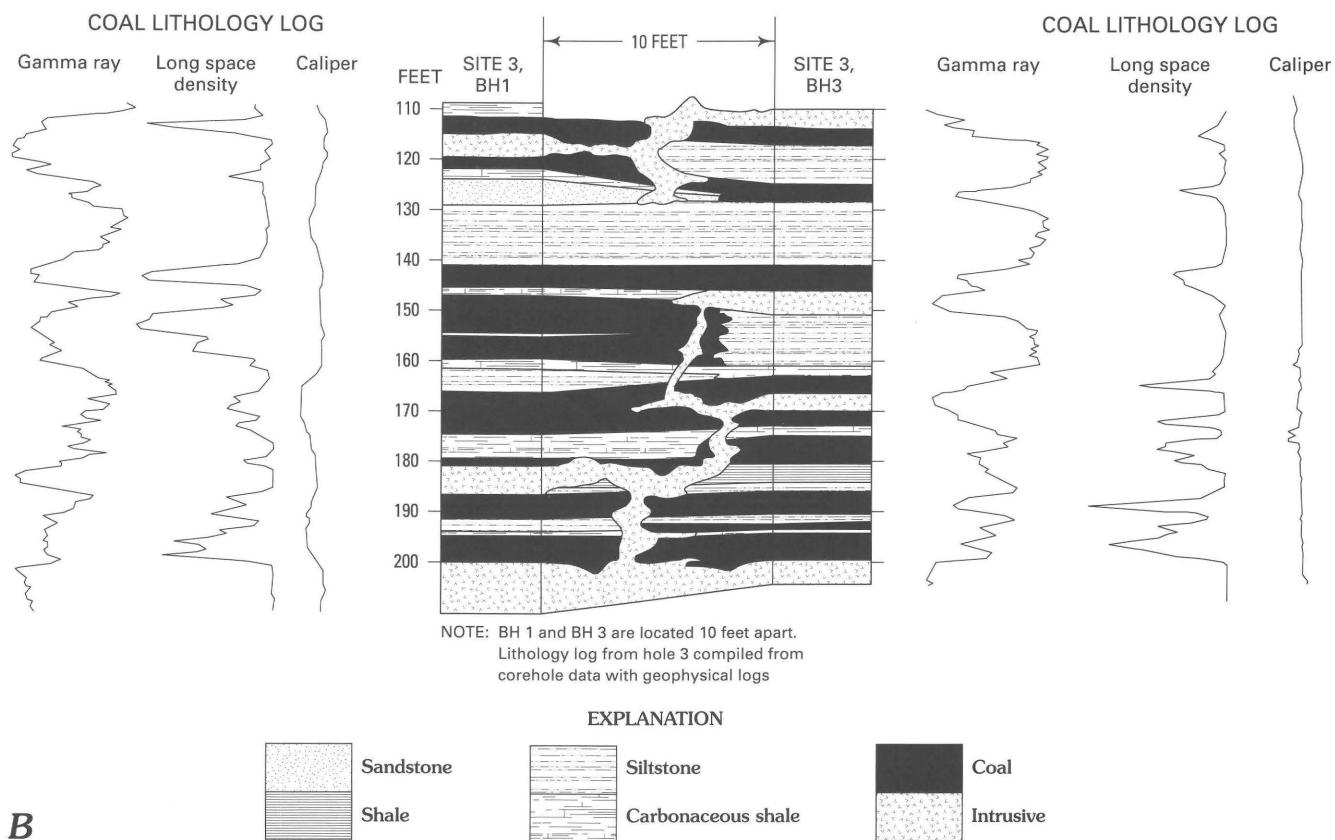 COAL LITHOLOGY LOG
Gamma ray
Long space
density
Caliper
FEET
SITE 3,
BH1
10 FEET
SITE 3,
BH3
COAL LITHOLOGY LOG
Gamma ray
Long space
density
Caliper
110
120
130
140
150
160
170
180
190
200
NOTE: BH 1 and BH 3 are located 10 feet apart.
Lithology log from hole 3 compiled from
corehole data with geophysical logs
EXPLANATION
Sandstone
Siltstone
Coal
Shale
Carbonaceous shale
Intrusive
B